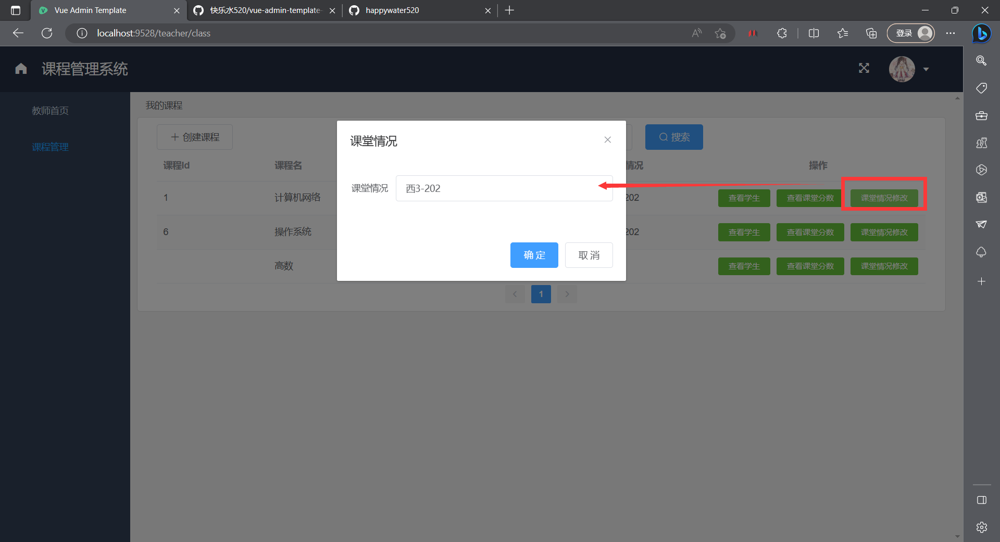 Vue Admin Template
快乐水520/vue-admin-template-
happywater520
localhost:9528/teacher/class
登录
课程管理系统
教师首页
课程管理
我的课程
创建课程
搜索
课程Id 课程名 情况 操作
1 计算机网络 202 查看学生 查看课堂分数 课堂情况修改
6 操作系统 202 查看学生 查看课堂分数 课堂情况修改
高数 查看学生 查看课堂分数 课堂情况修改
1
课堂情况
课堂情况 西3-202
确 定 取 消